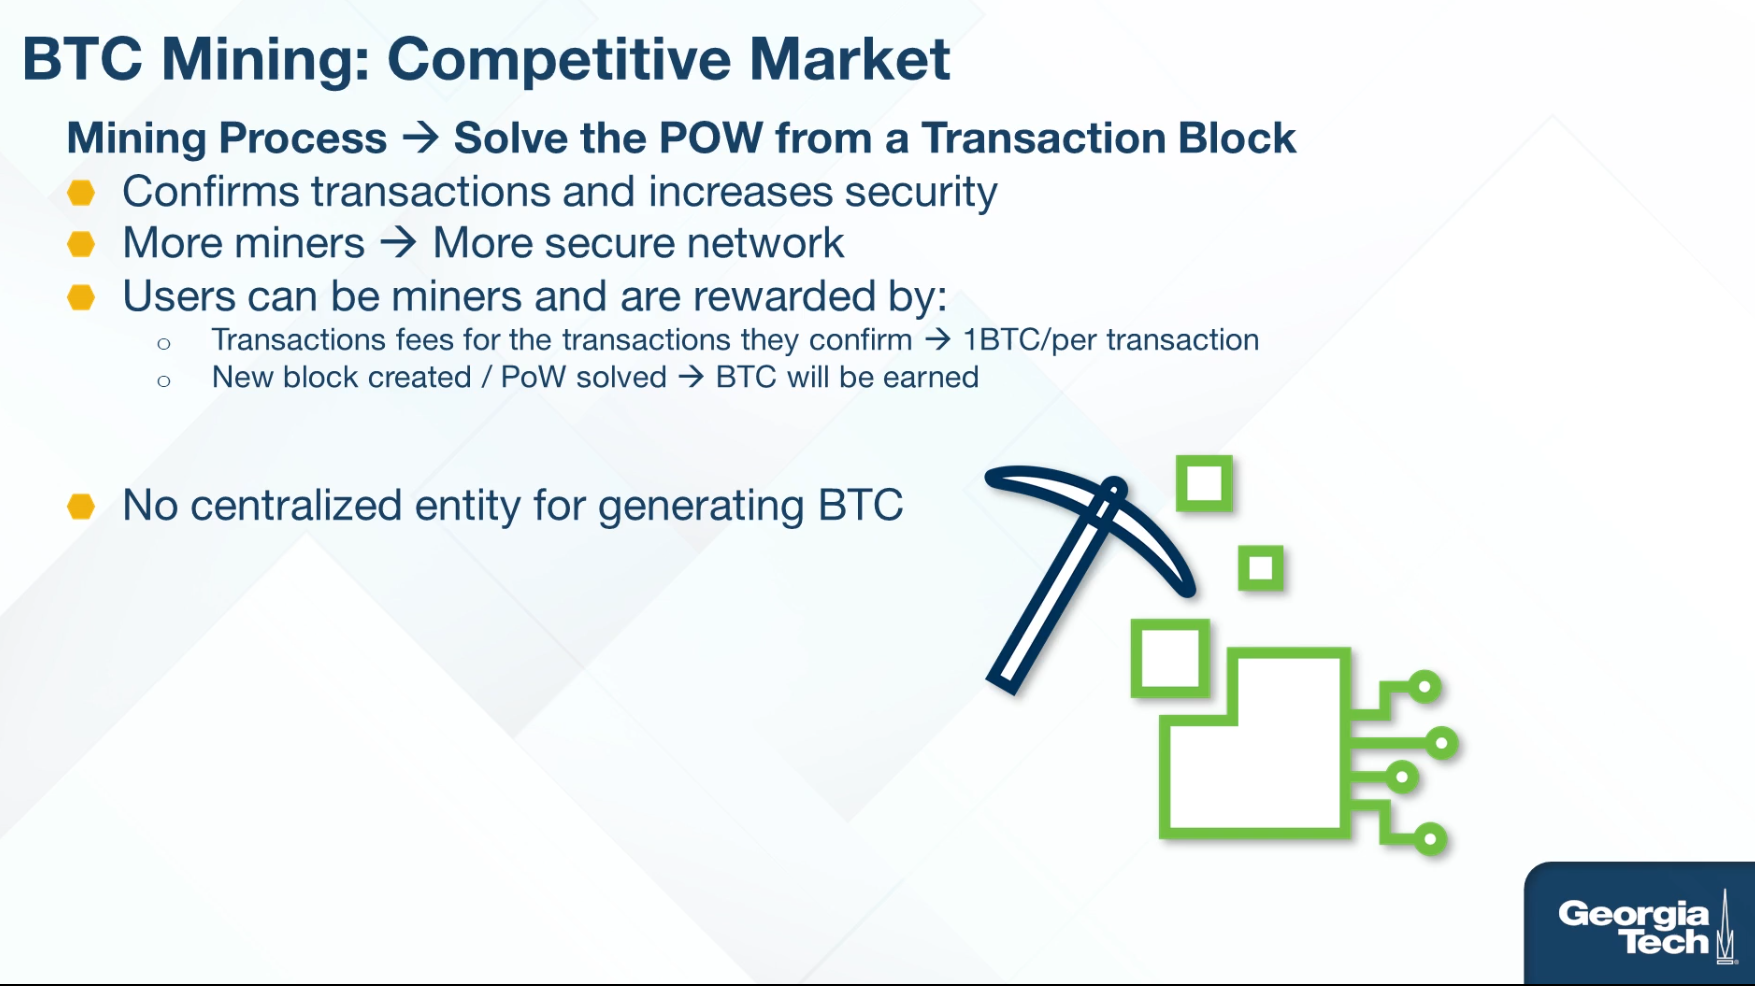 BTC Mining: Competitive Market
Mining Process → Solve the POW from a Transaction Block
Confirms transactions and increases security
More miners → More secure network
Users can be miners and are rewarded by:
Transactions fees for the transactions they confirm → 1BTC/per transaction
New block created / PoW solved → BTC will be earned
No centralized entity for generating BTC
Georgia
Tech